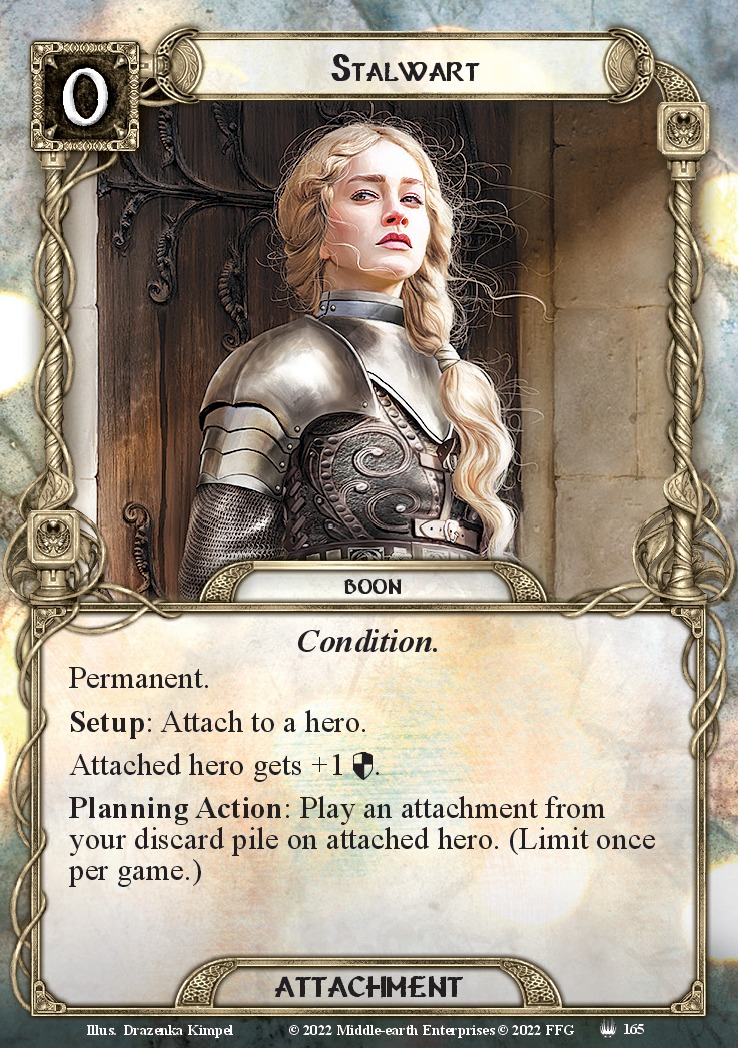 0
STALWART
BOON
Condition.
Permanent.
Setup: Attach to a hero.
Attached hero gets +1 .
Planning Action: Play an attachment from
your discard pile on attached hero. (Limit once
per game.)
ATTACHMENT
Illus. Drazenka Kimpel © 2022 Middle-earth Enterprises © 2022 FFG 165